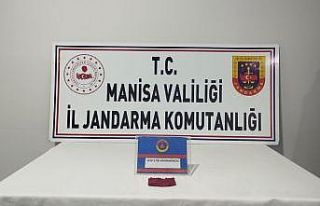 T.C.
MANİSA VALİLİĞİ
İL JANDARMA KOMUTANLIĞI